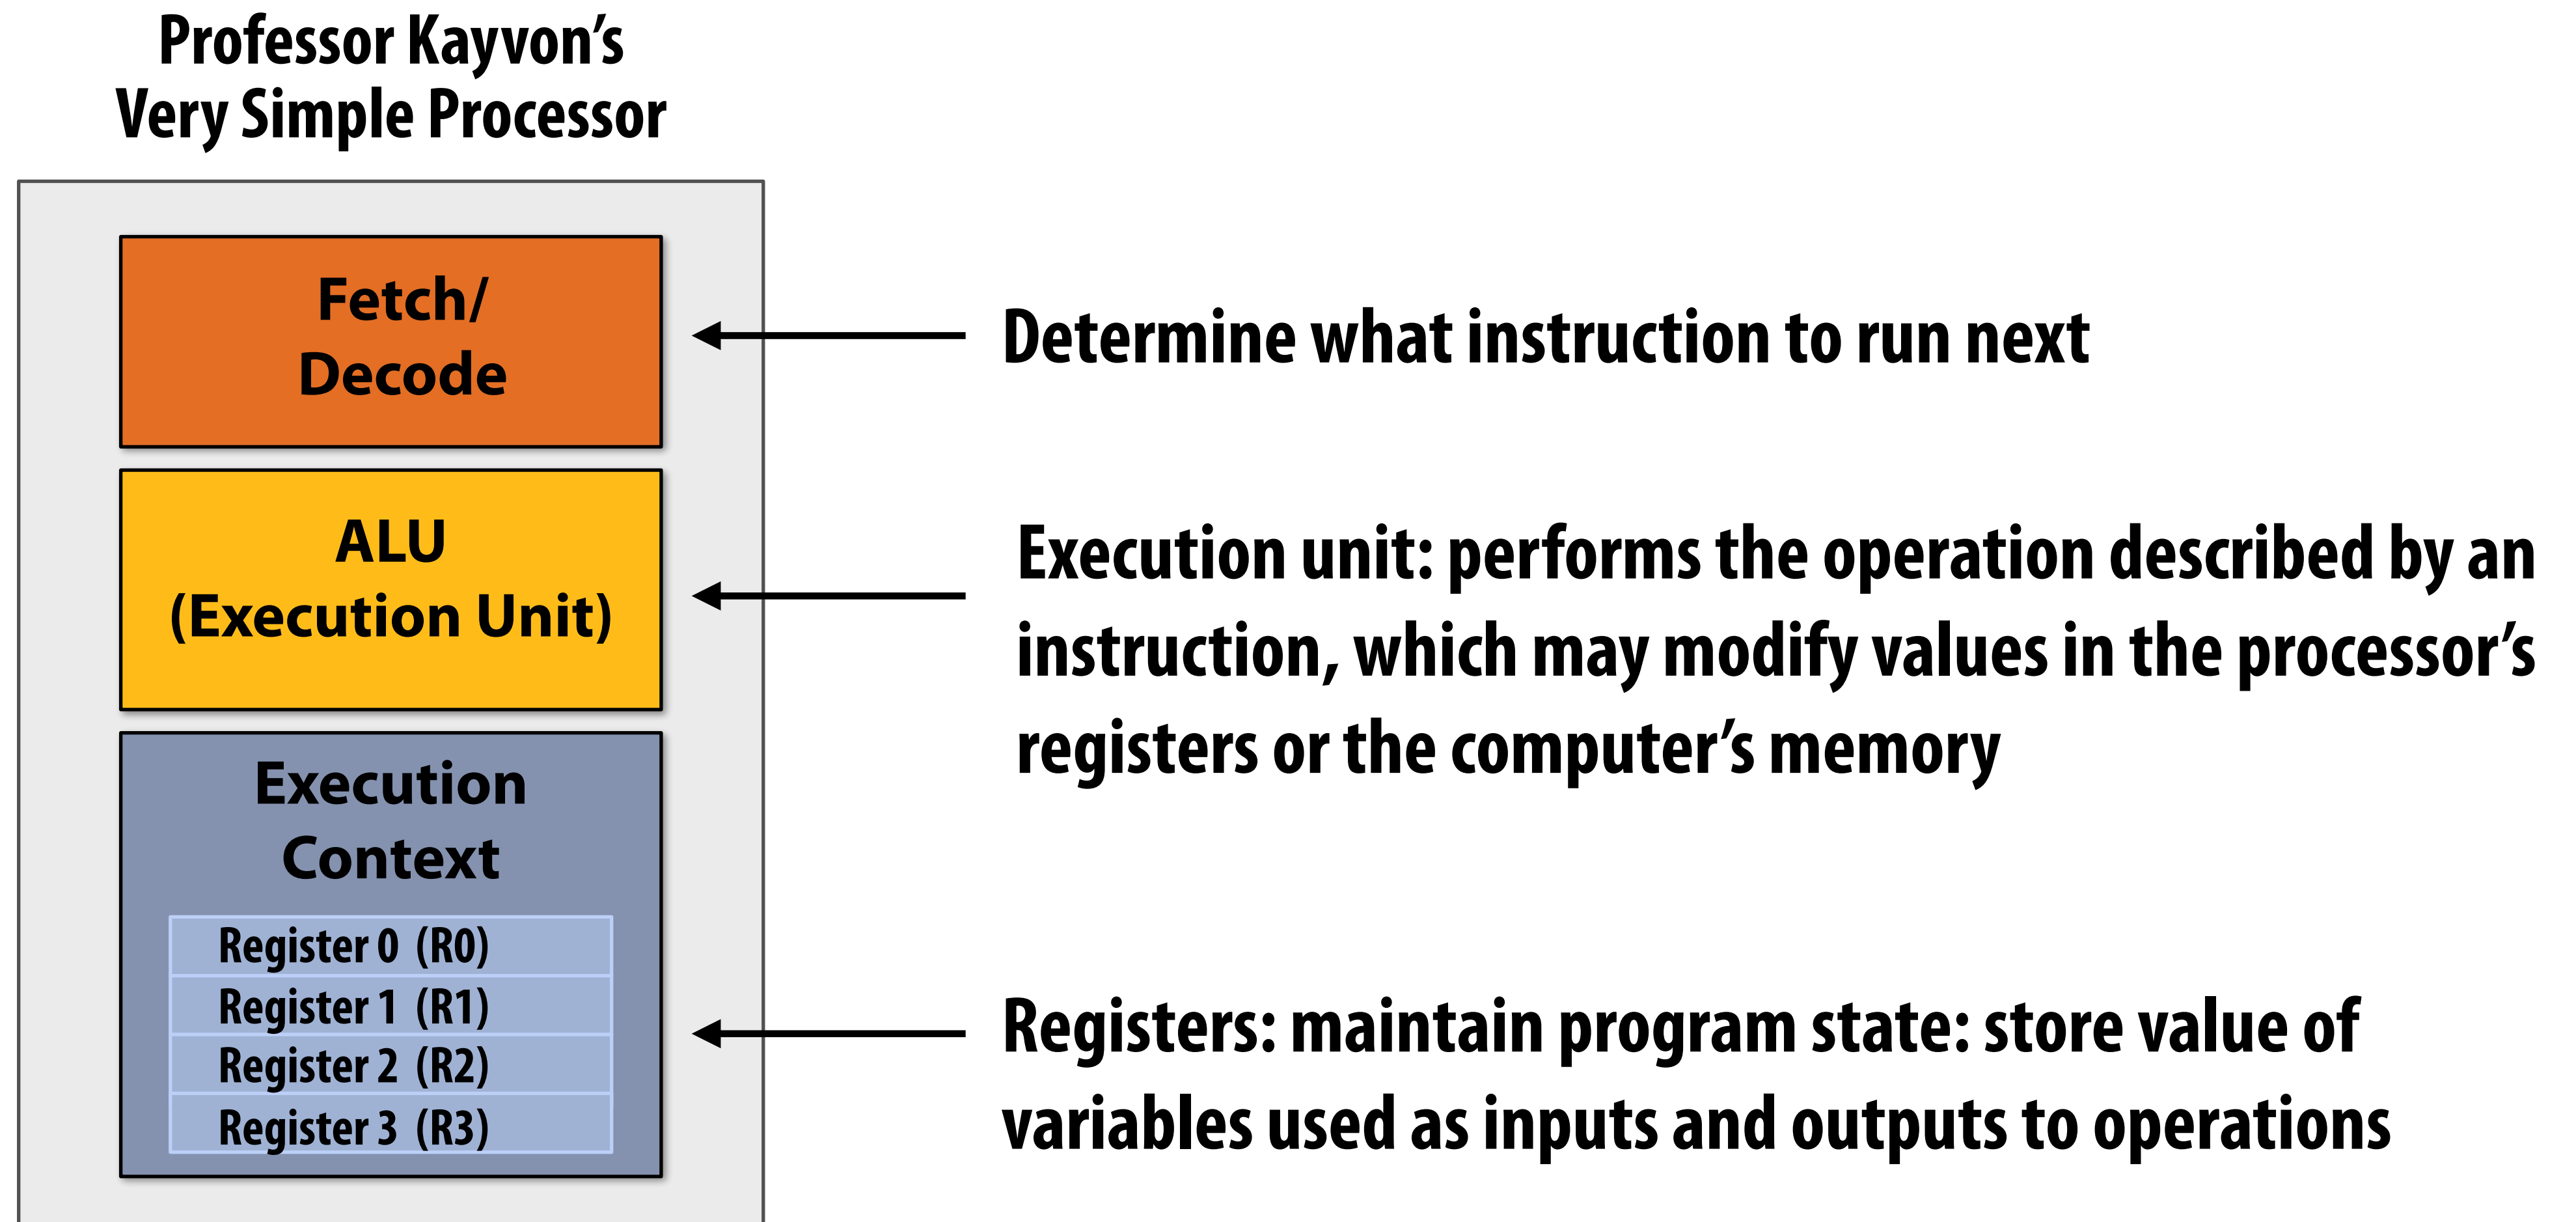 Professor Kayvon’s
Very Simple Processor
Fetch/
Decode
Determine what instruction to run next
ALU
(Execution Unit)
Execution unit: performs the operation described by an
instruction, which may modify values in the processor’s
registers or the computer’s memory
Execution
Context
Register 0 (R0)
Register 1 (R1)
Register 2 (R2)
Register 3 (R3)
Registers: maintain program state: store value of
variables used as inputs and outputs to operations